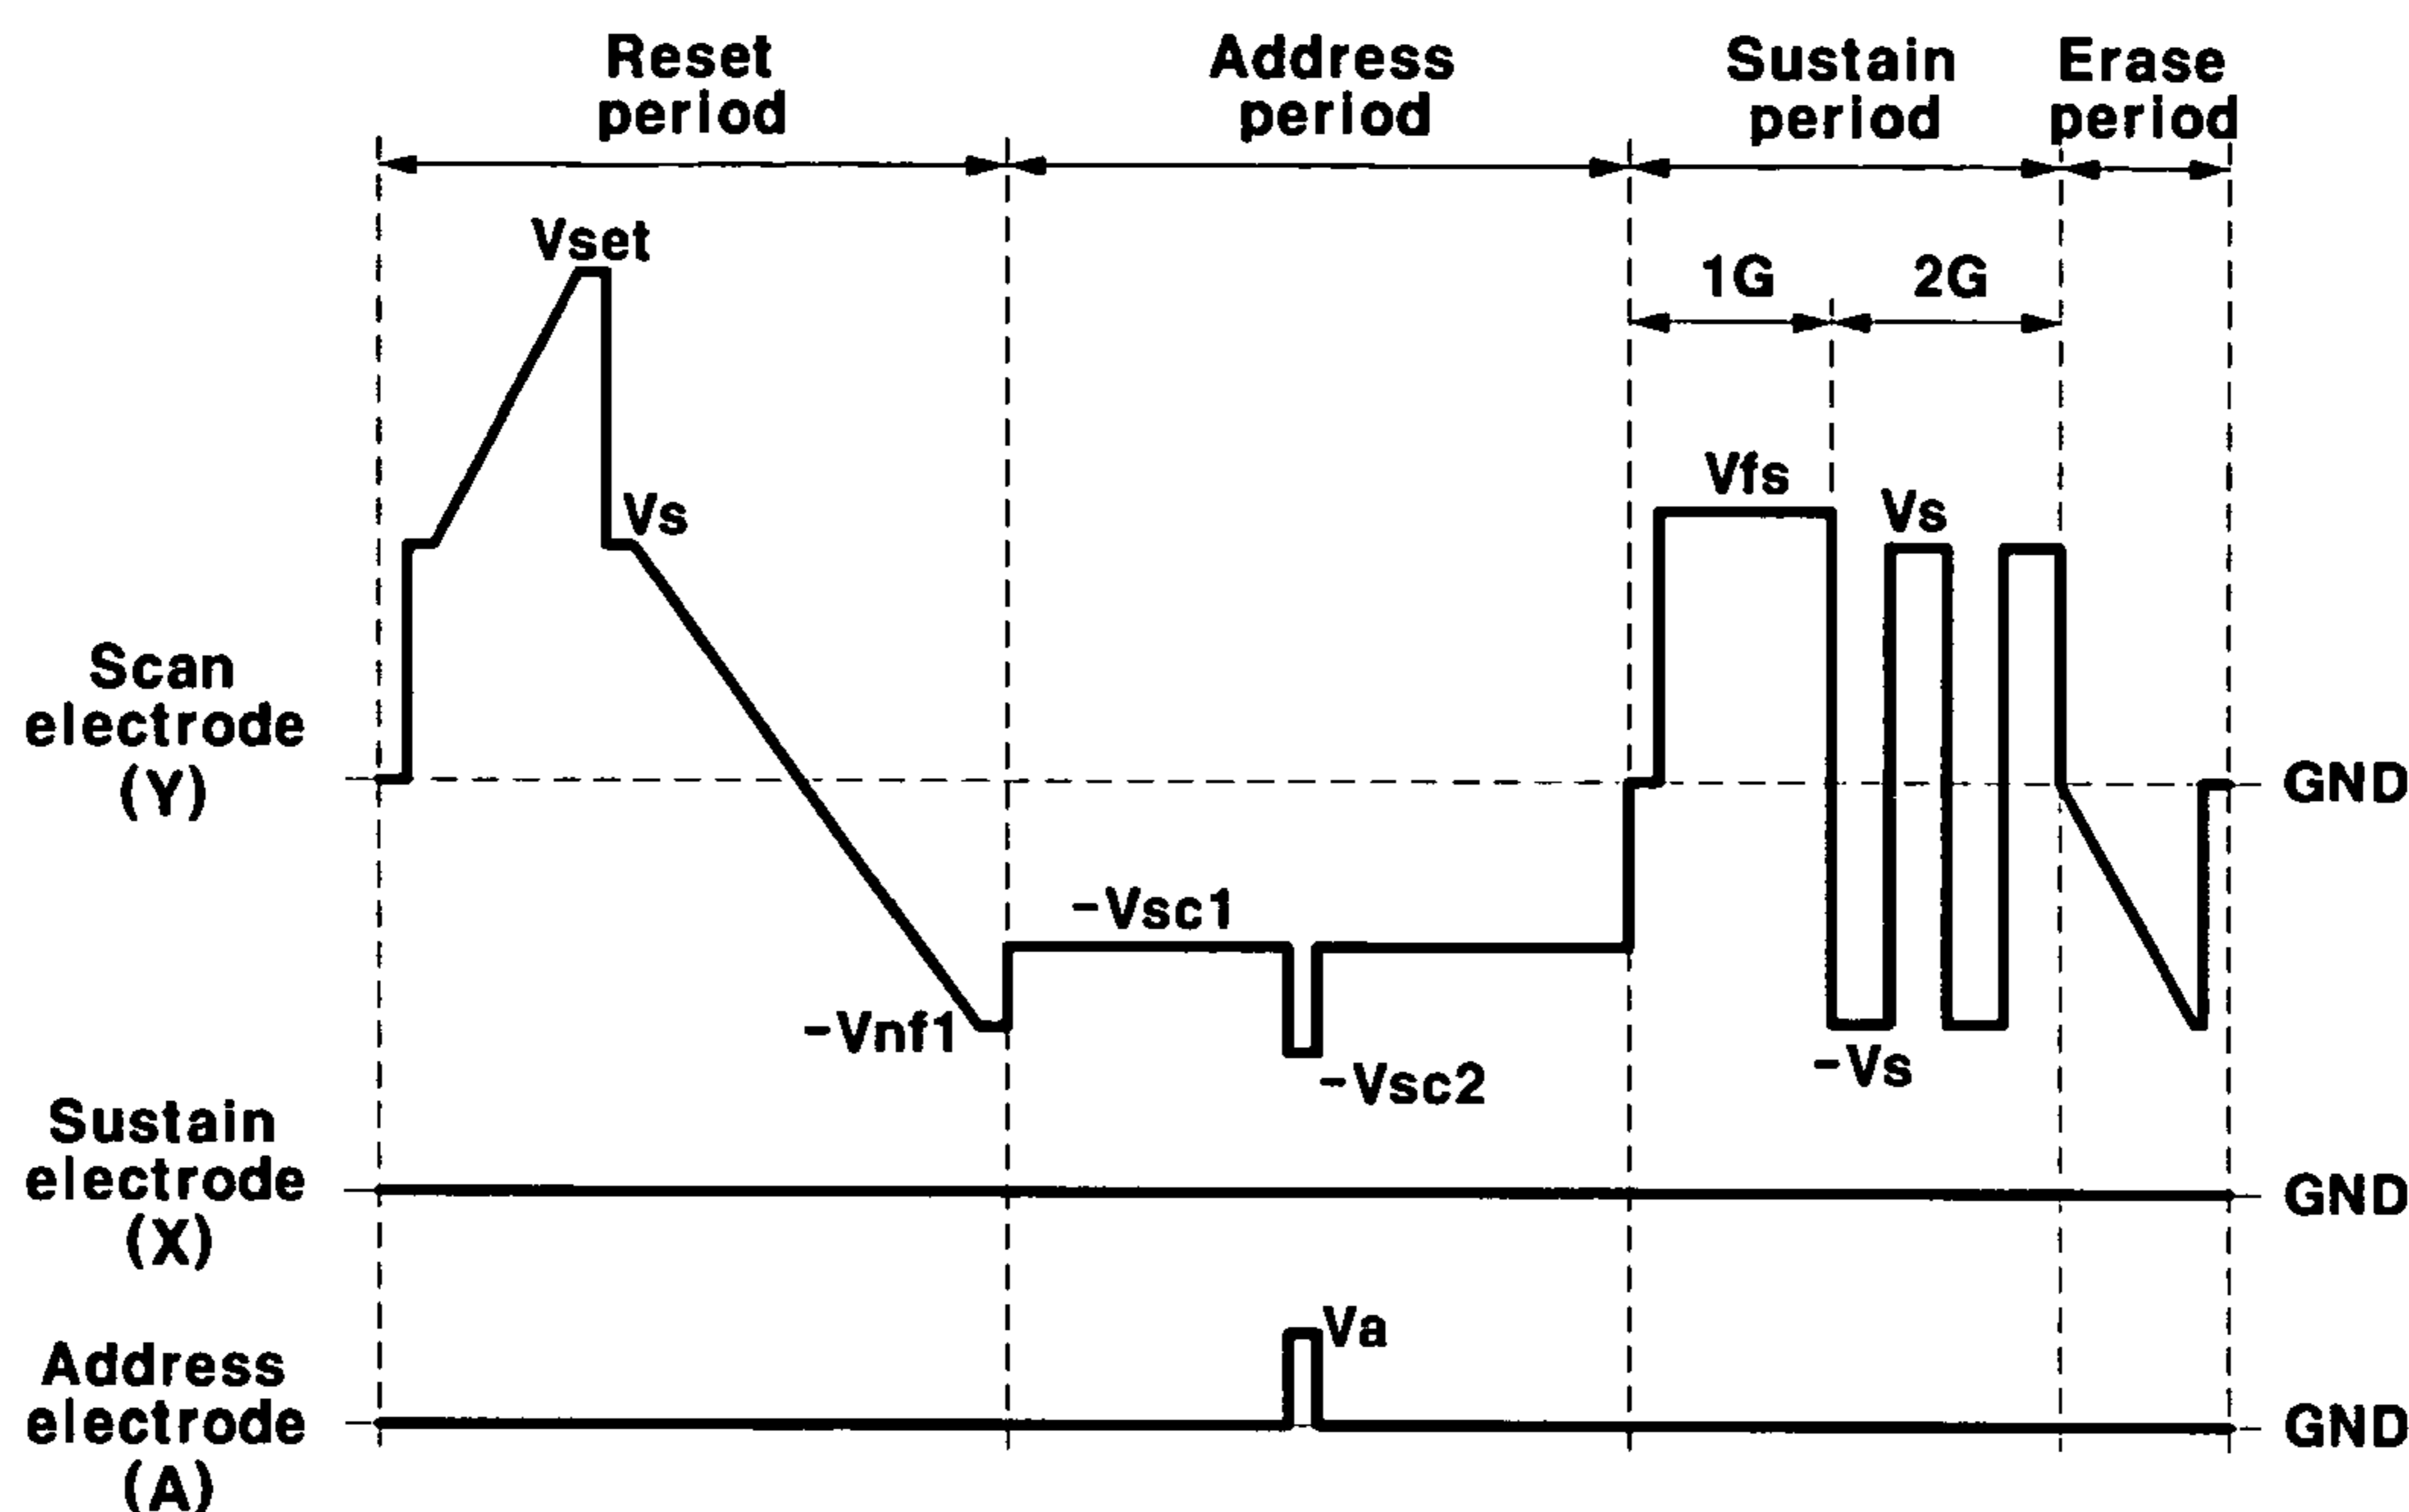 Reset
period
Address
period
Sustain
period
Erase
period
Vset
1G
2G
Vs
Vfs
Vs
Scan
electrode
(Y)
GND
-Vsc1
-Vnf1
-Vsc2
-Vs
Sustain
electrode
(X)
GND
Va
Address
electrode
(A)
GND